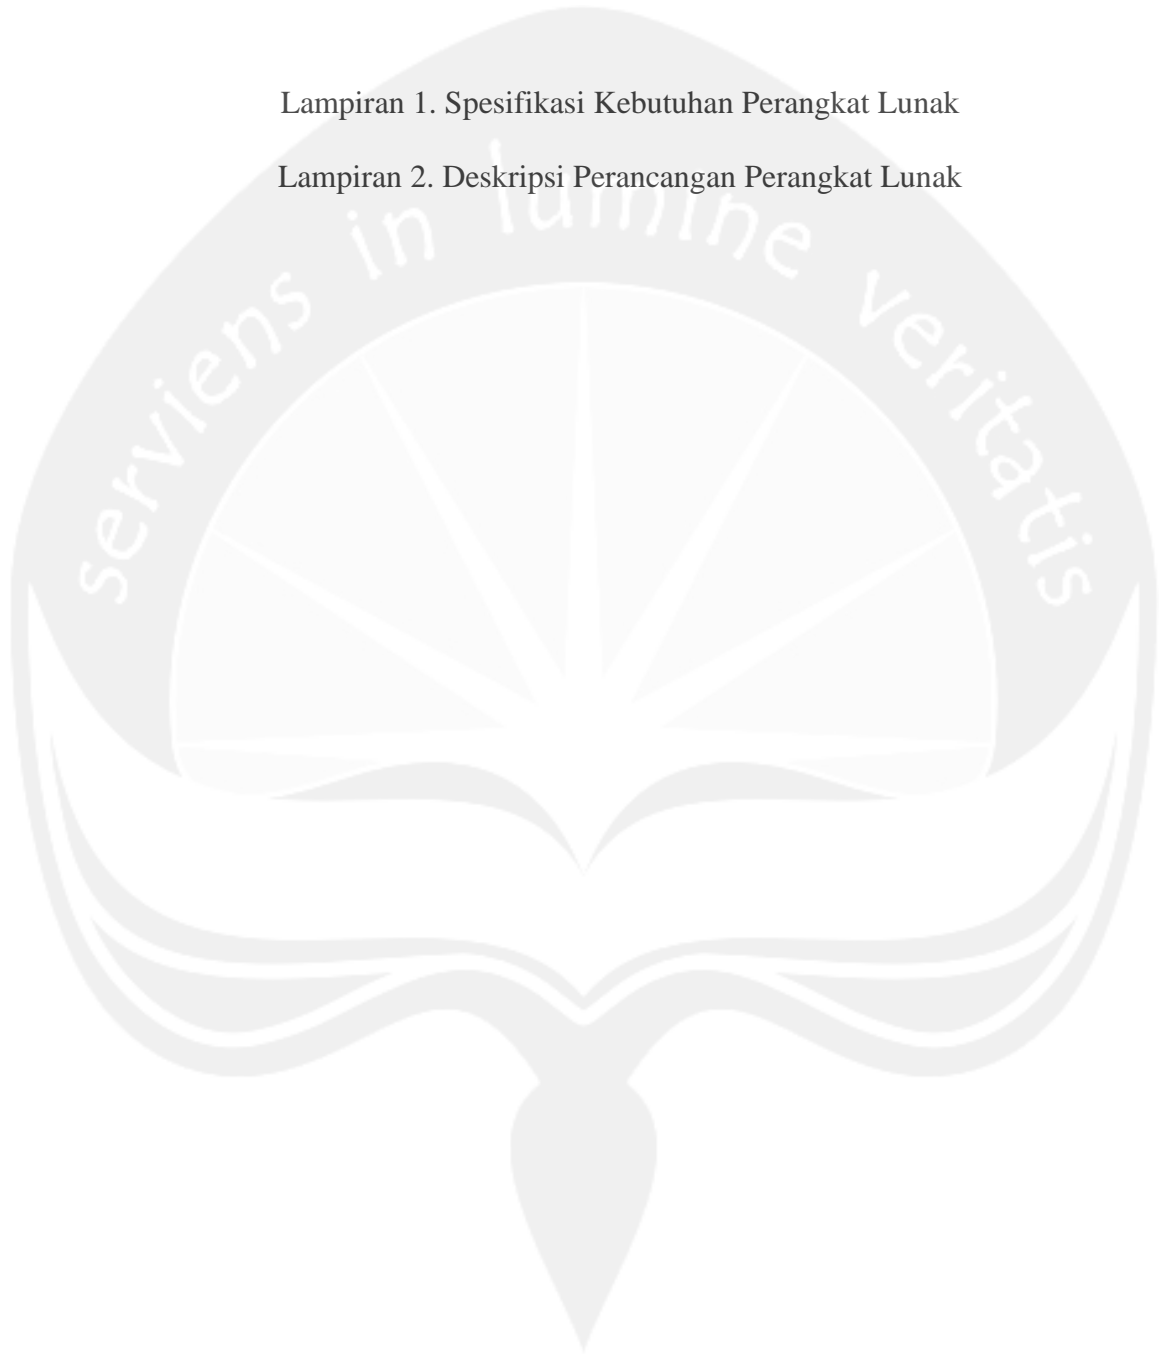 Lampiran 1. Spesifikasi Kebutuhan Perangkat Lunak
Lampiran 2. Deskripsi Perancangan Perangkat Lunak
serviens in lumine veritatis